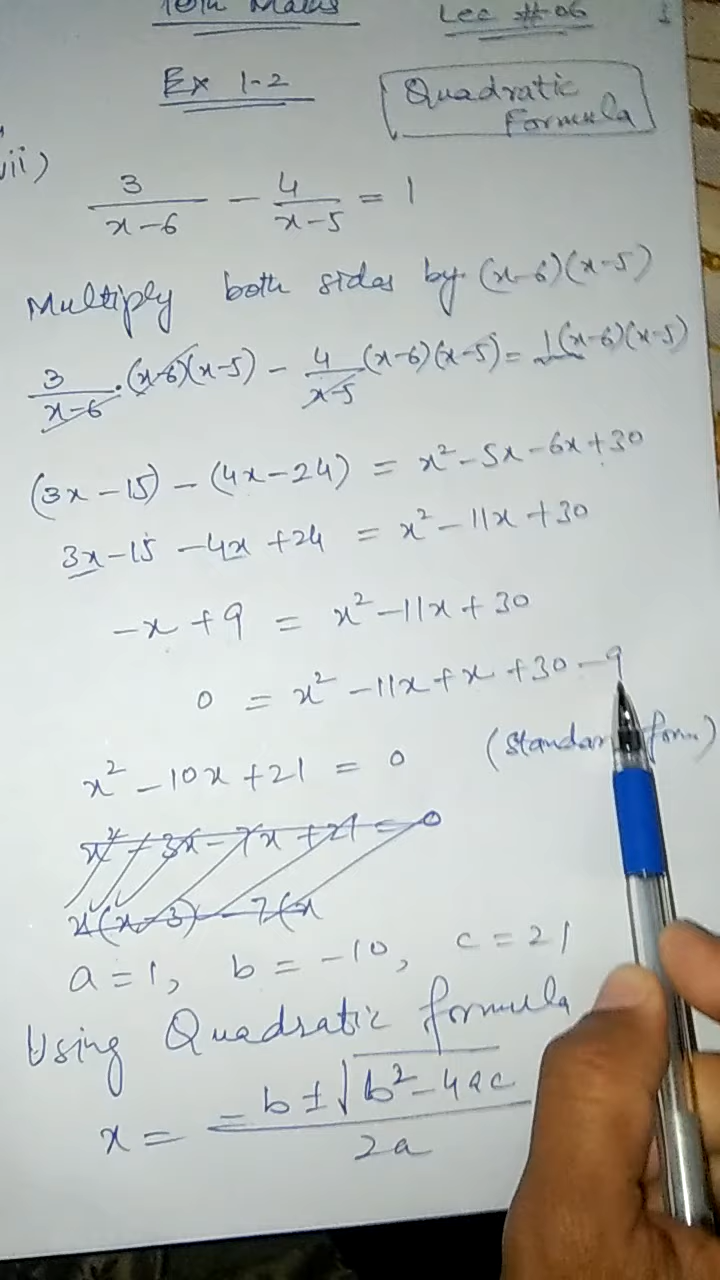 10th Maths Lec # 06
Ex 1-2
Quadratic
Formula
vii)
3/(x-6) - 4/(x-5) = 1
Multiply both sides by (x-6)(x-5)
3/(x-6) . (x-6)(x-5) - 4/(x-5) (x-6)(x-5) = 1(x-6)(x-5)
(3x-15) - (4x-24) = x² - 5x - 6x + 30
3x-15 -4x +24 = x² - 11x + 30
-x + 9 = x² - 11x + 30
0 = x² - 11x + x + 30 - 9
x² - 10x + 21 = 0 (Standard form)
x² - 3x - 7x + 21 = 0
x(x-3) - 7(x
a = 1, b = -10, c = 21
Using Quadratic formula
x = (-b ± √(b² - 4ac))/(2a)